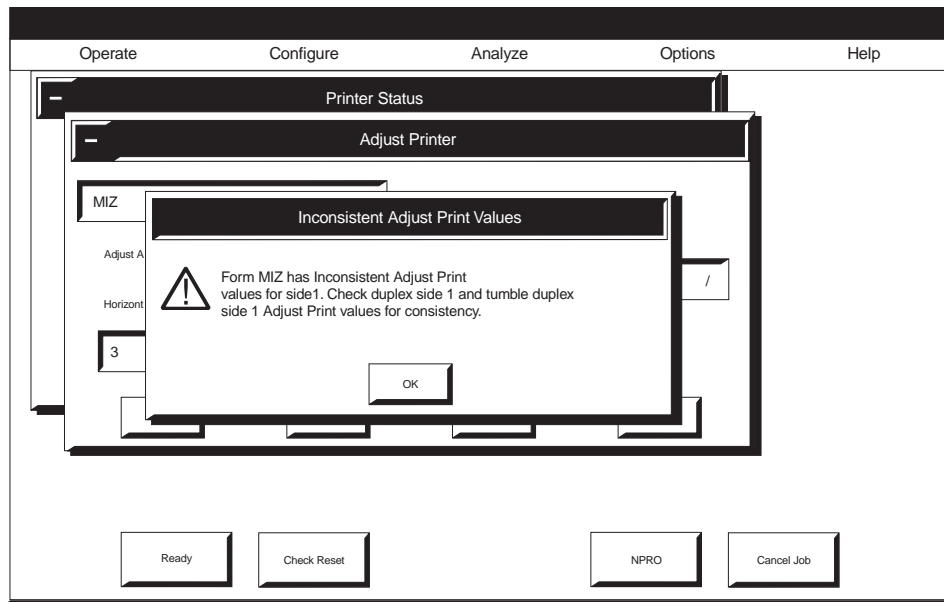 Operate Configure Analyze Options Help
Printer Status
Adjust Printer
MIZ
Inconsistent Adjust Print Values
Adjust A
Form MIZ has Inconsistent Adjust Print
values for side1. Check duplex side 1 and tumble duplex
side 1 Adjust Print values for consistency.
/
Horizont
3
OK
Ready Check Reset NPRO Cancel Job